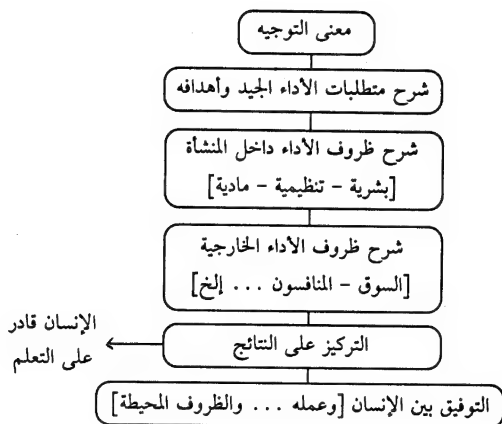 معنى التوجيه
شرح متطلبات الأداء الجيد وأهدافه
شرح ظروف الأداء داخل المنشأة
[بشرية - تنظيمية - مادية]
شرح ظروف الأداء الخارجية
[السوق - المنافسون ... إلخ]
التركيز على النتائج
الإنسان قادر
على التعلم
التوفيق بين الإنسان [وعمله ... والظروف المحيطة]